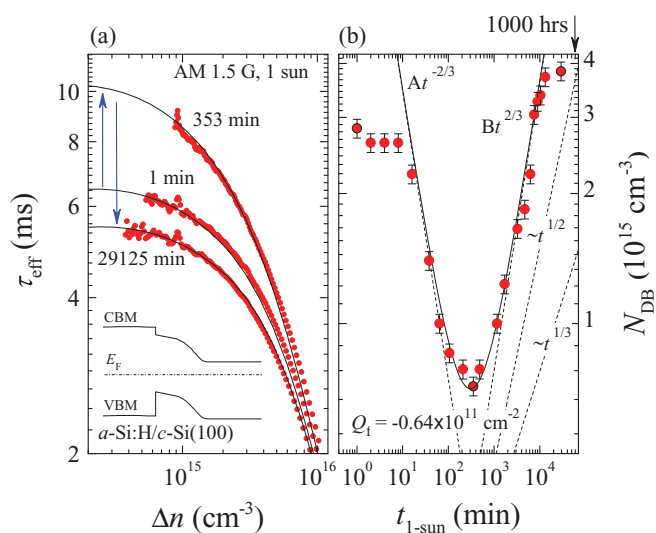 1000 hrs
(a)
AM 1.5 G, 1 sun
353 min
1 min
29125 min
CBM
E_F
VBM
a-Si:H/c-Si(100)
τ_eff (ms)
10
8
6
4
2
10^15
10^16
Δn (cm^-3)
(b)
At^-2/3
Bt^2/3
~t^1/2
~t^1/3
Q_f = -0.64x10^11 cm^-2
10^0 10^1 10^2 10^3 10^4
t_1-sun (min)
4
3
2
1
N_DB (10^15 cm^-3)